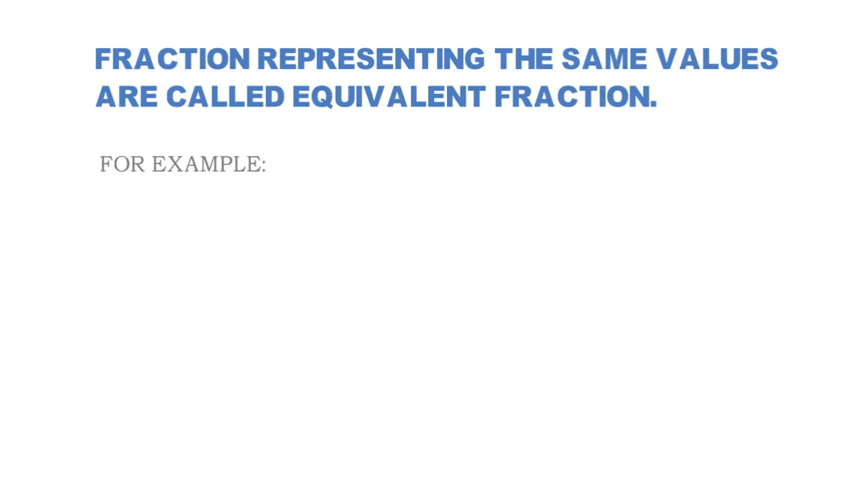 FRACTION REPRESENTING THE SAME VALUES
ARE CALLED EQUIVALENT FRACTION.
FOR EXAMPLE: